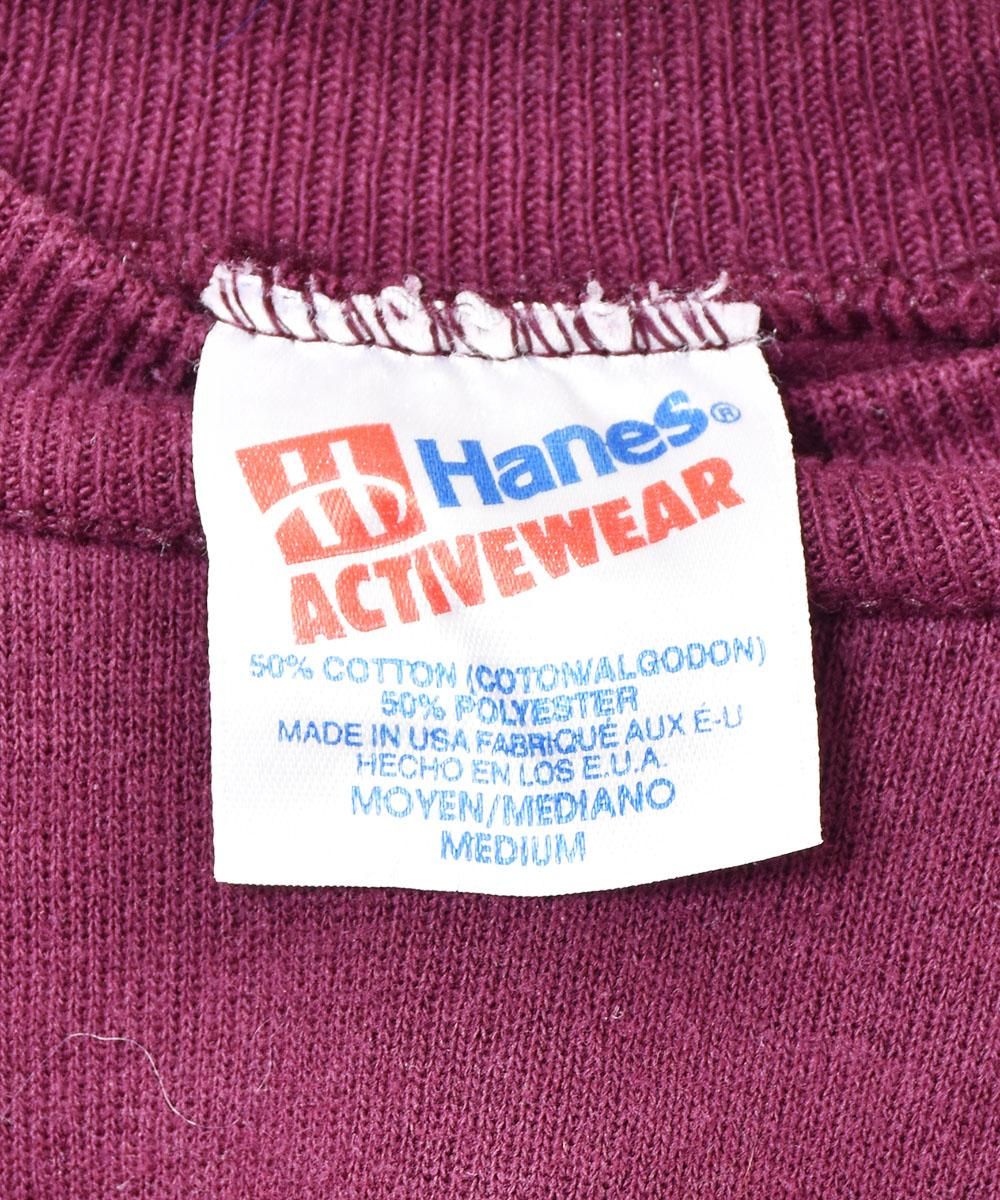 Hanes®
ACTIVEWEAR
50% COTTON (COTON/ALGODON)
50% POLYESTER
MADE IN USA FABRIQUÉ AUX É-U
HECHO EN LOS E.U.A.
MOYEN/MEDIANO
MEDIUM